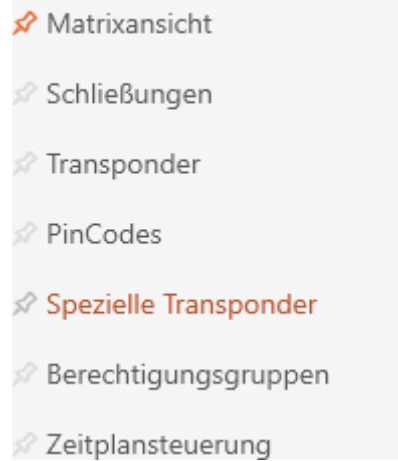 Matrixansicht
Schließungen
Transponder
PinCodes
Spezielle Transponder
Berechtigungsgruppen
Zeitplansteuerung